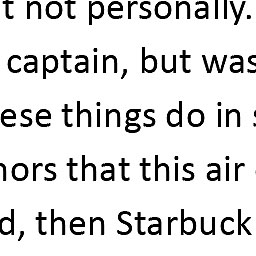 t not personally.
captain, but was
ese things do in
nors that this air
d, then Starbuck